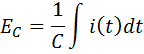 E_C = \frac{1}{C} \int i(t)dt